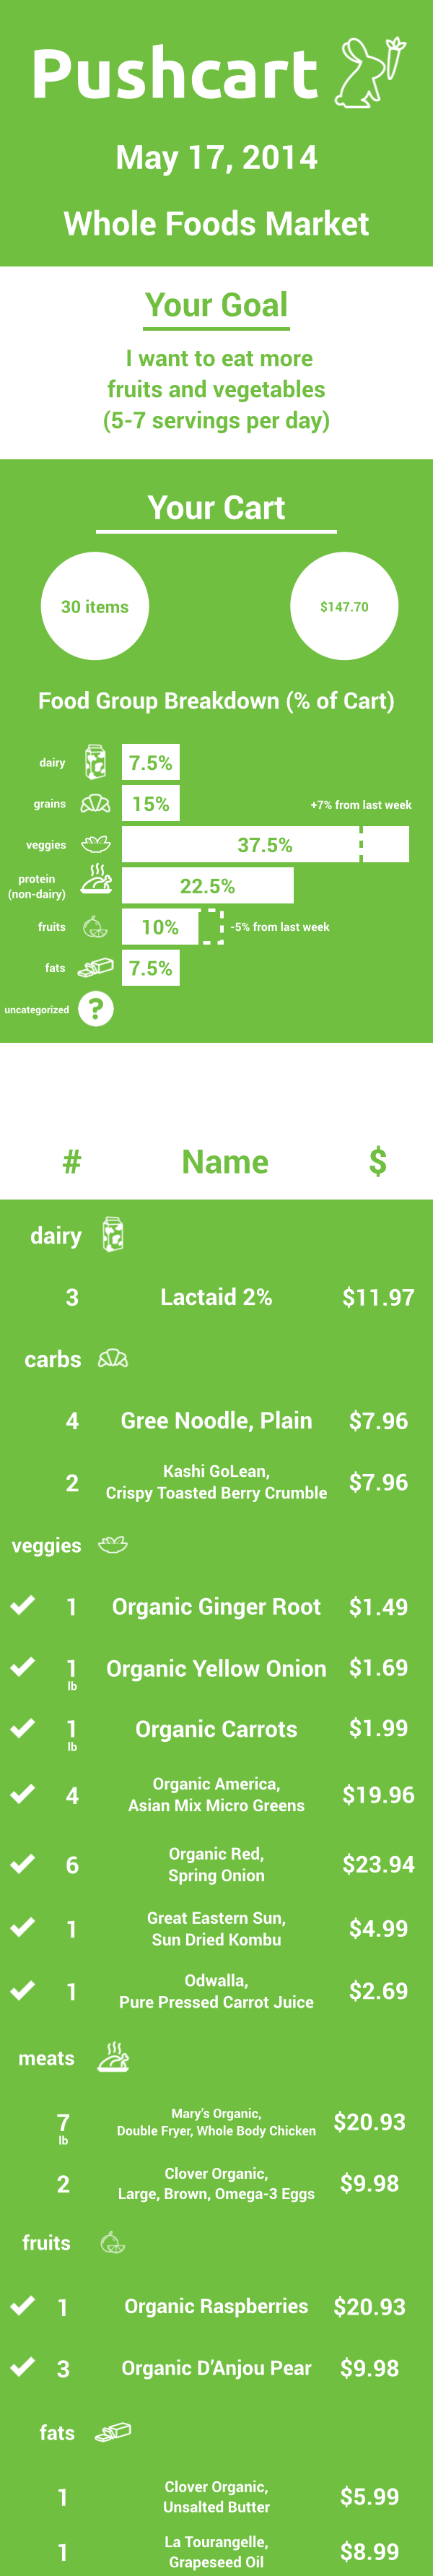 Pushcart
May 17, 2014
Whole Foods Market
Your Goal
I want to eat more
fruits and vegetables
(5-7 servings per day)
Your Cart
30 items
$147.70
Food Group Breakdown (% of Cart)
dairy 7.5%
grains 15%
+7% from last week
veggies 37.5%
protein
(non-dairy)
22.5%
fruits 10% -5% from last week
fats 7.5%
uncategorized ?
# Name $
dairy
3 Lactaid 2% $11.97
carbs
4 Gree Noodle, Plain $7.96
2 Kashi GoLean,
Crispy Toasted Berry Crumble $7.96
veggies
1 Organic Ginger Root $1.49
1 lb Organic Yellow Onion $1.69
1 lb Organic Carrots $1.99
4 Organic America,
Asian Mix Micro Greens $19.96
6 Organic Red,
Spring Onion $23.94
1 Great Eastern Sun,
Sun Dried Kombu $4.99
1 Odwalla,
Pure Pressed Carrot Juice $2.69
meats
7 lb Mary's Organic,
Double Fryer, Whole Body Chicken $20.93
2 Clover Organic,
Large, Brown, Omega-3 Eggs $9.98
fruits
1 Organic Raspberries $20.93
3 Organic D'Anjou Pear $9.98
fats
1 Clover Organic,
Unsalted Butter $5.99
1 La Tourangelle,
Grapeseed Oil $8.99